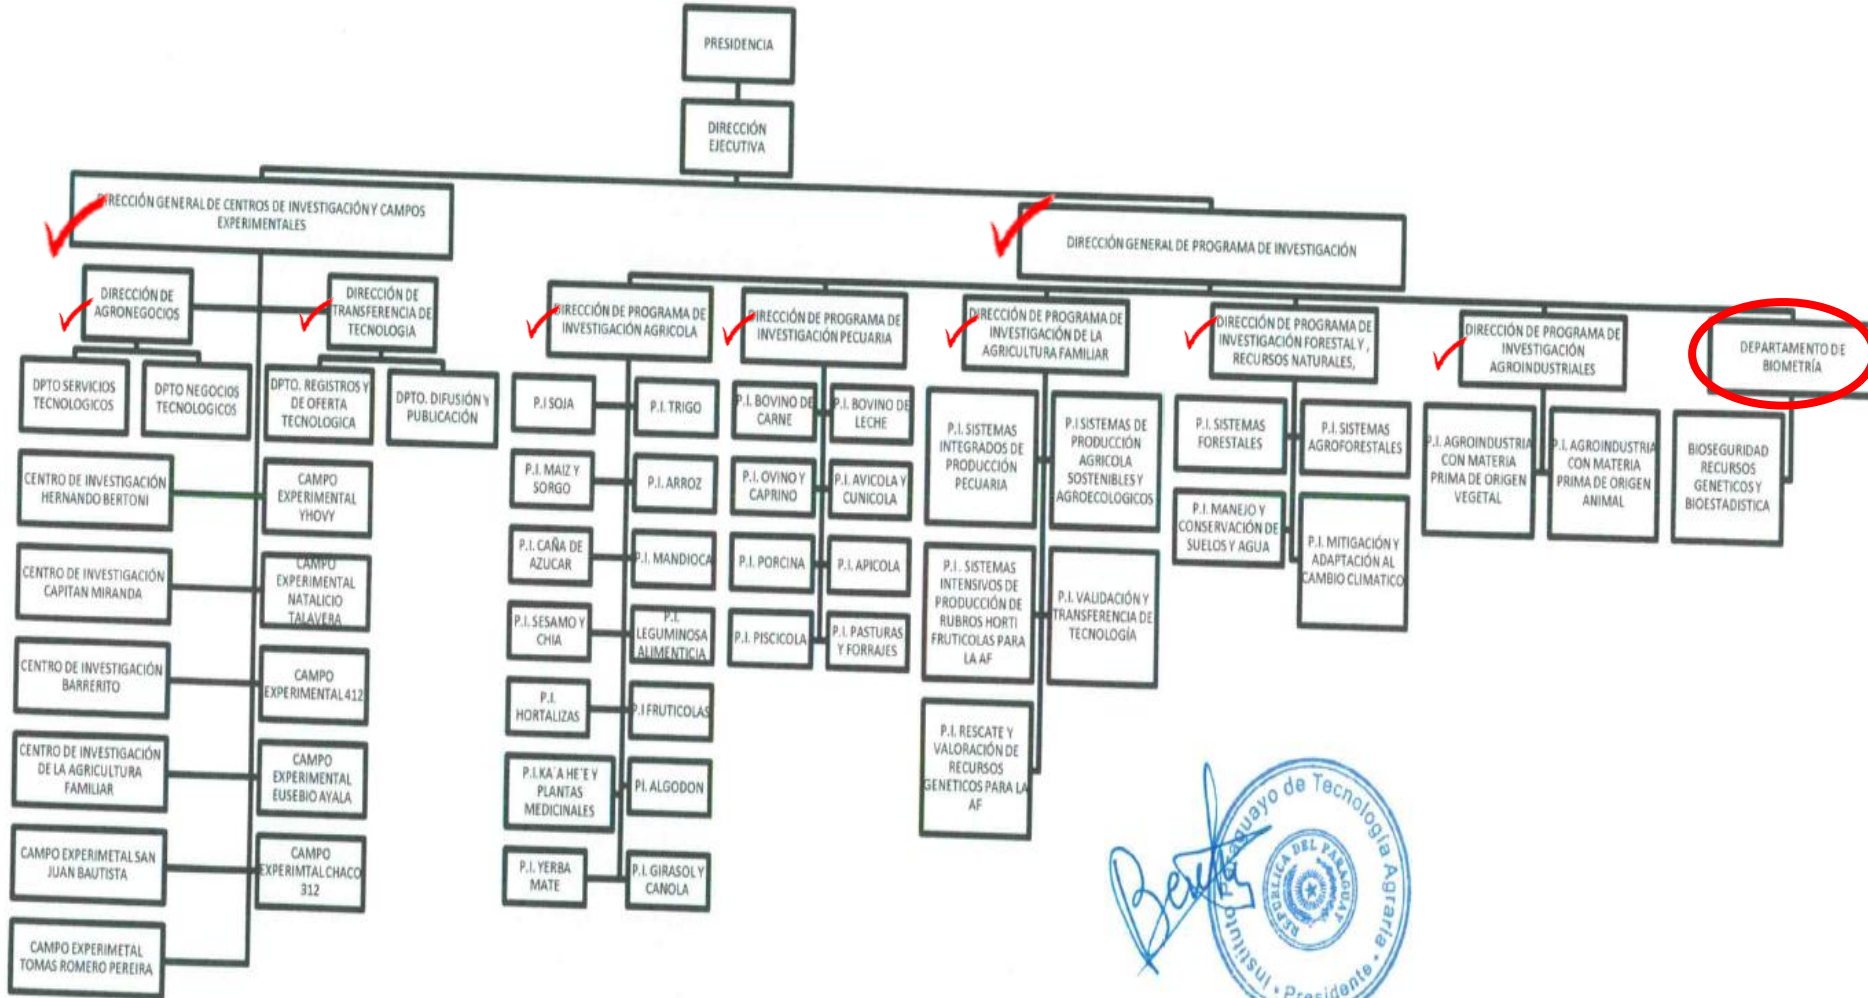 PRESIDENCIA
DIRECCIÓN
EJECUTIVA
DIRECCIÓN GENERAL DE CENTROS DE INVESTIGACIÓN Y CAMPOS
EXPERIMENTALES
DIRECCIÓN GENERAL DE PROGRAMA DE INVESTIGACIÓN
DIRECCIÓN DE
AGRONEGOCIOS
DIRECCIÓN DE
TRANSFERENCIA DE
TECNOLOGIA
DIRECCIÓN DE PROGRAMA DE
INVESTIGACIÓN AGRICOLA
DIRECCIÓN DE PROGRAMA DE
INVESTIGACIÓN PECUARIA
DIRECCIÓN DE PROGRAMA DE
INVESTIGACIÓN DE LA
AGRICULTURA FAMILIAR
DIRECCIÓN DE PROGRAMA DE
INVESTIGACIÓN FORESTAL Y ,
RECURSOS NATURALES,
DIRECCIÓN DE PROGRAMA DE
INVESTIGACIÓN
AGROINDUSTRIALES
DEPARTAMENTO DE
BIOMETRÍA
DPTO SERVICIOS
TECNOLOGICOS
DPTO NEGOCIOS
TECNOLOGICOS
DPTO. REGISTROS Y
DE OFERTA
TECNOLOGICA
DPTO. DIFUSIÓN Y
PUBLICACIÓN
CENTRO DE INVESTIGACIÓN
HERNANDO BERTONI
CAMPO
EXPERIMENTAL
YHOVY
CENTRO DE INVESTIGACIÓN
CAPITAN MIRANDA
CAMPO
EXPERIMENTAL
NATALICIO
TALAVERA
CENTRO DE INVESTIGACIÓN
BARRERITO
CAMPO
EXPERIMENTAL 412
CENTRO DE INVESTIGACIÓN
DE LA AGRICULTURA
FAMILIAR
CAMPO
EXPERIMENTAL
EUSEBIO AYALA
CAMPO EXPERIMETAL SAN
JUAN BAUTISTA
CAMPO
EXPERIMTAL CHACO
312
CAMPO EXPERIMETAL
TOMAS ROMERO PEREIRA
P.I SOJA
P.I. TRIGO
P.I. MAIZ Y
SORGO
P.I. ARROZ
P.I. CAÑA DE
AZUCAR
P.I. MANDIOCA
P.I. SESAMO Y
CHIA
P.I.
LEGUMINOSA
ALIMENTICIA
P.I.
HORTALIZAS
P.I FRUTICOLAS
P.I.KA´A HE´E Y
PLANTAS
MEDICINALES
PI. ALGODON
P.I. YERBA
MATE
P.I. GIRASOL Y
CANOLA
P.I. BOVINO DE
CARNE
P.I. BOVINO DE
LECHE
P.I. OVINO Y
CAPRINO
P.I. AVICOLA Y
CUNICOLA
P.I. PORCINA
P.I. APICOLA
P.I. PISCICOLA
P.I. PASTURAS
Y FORRAJES
P.I. SISTEMAS
INTEGRADOS DE
PRODUCCIÓN
PECUARIA
P.I SISTEMAS DE
PRODUCCIÓN
AGRICOLA
SOSTENIBLES Y
AGROECOLOGICOS
P.I. SISTEMAS
INTENSIVOS DE
PRODUCCIÓN DE
RUBROS HORTI
FRUTICOLAS PARA
LA AF
P.I. VALIDACIÓN Y
TRANSFERENCIA DE
TECNOLOGÍA
P.I. RESCATE Y
VALORACIÓN DE
RECURSOS
GENETICOS PARA LA
AF
P.I. SISTEMAS
FORESTALES
P.I. SISTEMAS
AGROFORESTALES
P.I. MANEJO Y
CONSERVACIÓN DE
SUELOS Y AGUA
P.I. MITIGACIÓN Y
ADAPTACIÓN AL
CAMBIO CLIMATICO
P.I. AGROINDUSTRIA
CON MATERIA
PRIMA DE ORIGEN
VEGETAL
P.I. AGROINDUSTRIA
CON MATERIA
PRIMA DE ORIGEN
ANIMAL
BIOSEGURIDAD
RECURSOS
GENETICOS Y
BIOESTADISTICA
Instituto Paraguayo de Tecnología Agraria
Presidente
REPUBLICA DEL PARAGUAY